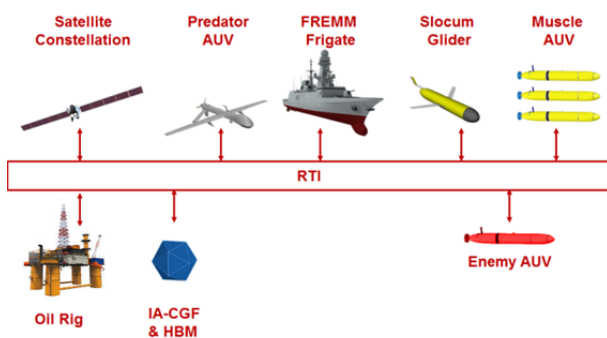 Satellite
Constellation
Predator
AUV
FREMM
Frigate
Slocum
Glider
Muscle
AUV
RTI
Oil Rig
IA-CGF
& HBM
Enemy AUV